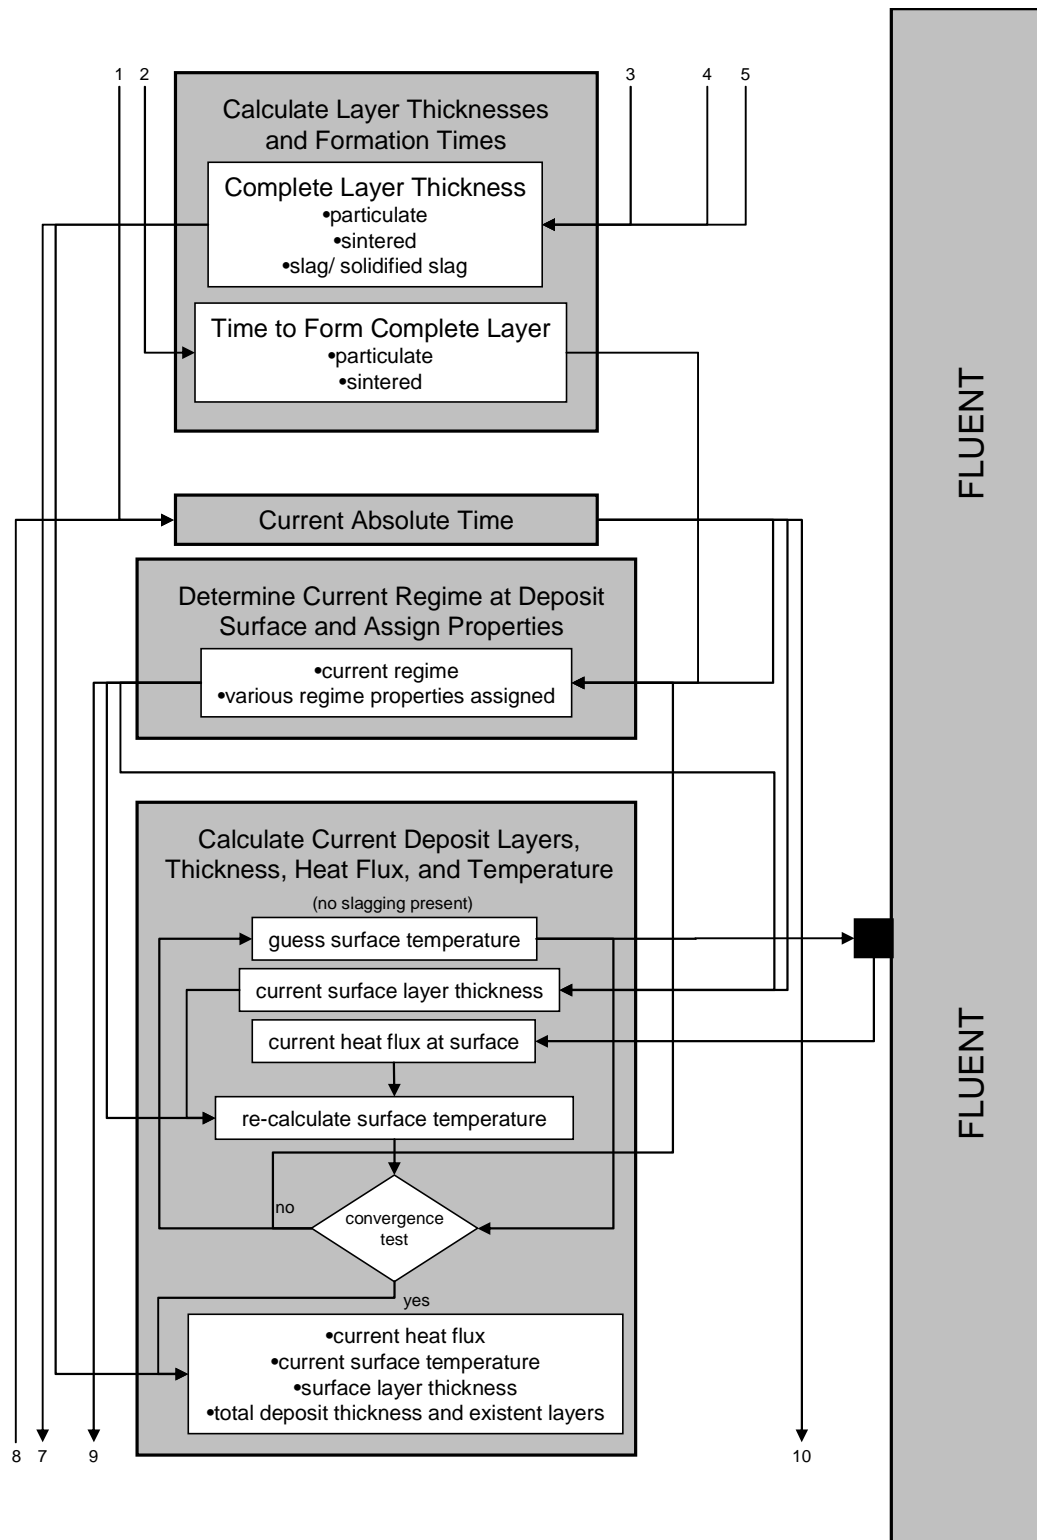 1 2 3 4 5
Calculate Layer Thicknesses
and Formation Times
Complete Layer Thickness
•particulate
•sintered
•slag/ solidified slag
Time to Form Complete Layer
•particulate
•sintered
FLUENT
Current Absolute Time
Determine Current Regime at Deposit
Surface and Assign Properties
•current regime
•various regime properties assigned
Calculate Current Deposit Layers,
Thickness, Heat Flux, and Temperature
(no slagging present)
guess surface temperature
current surface layer thickness
current heat flux at surface
re-calculate surface temperature
FLUENT
no
convergence
test
yes
•current heat flux
•current surface temperature
•surface layer thickness
•total deposit thickness and existent layers
8 7 9 10